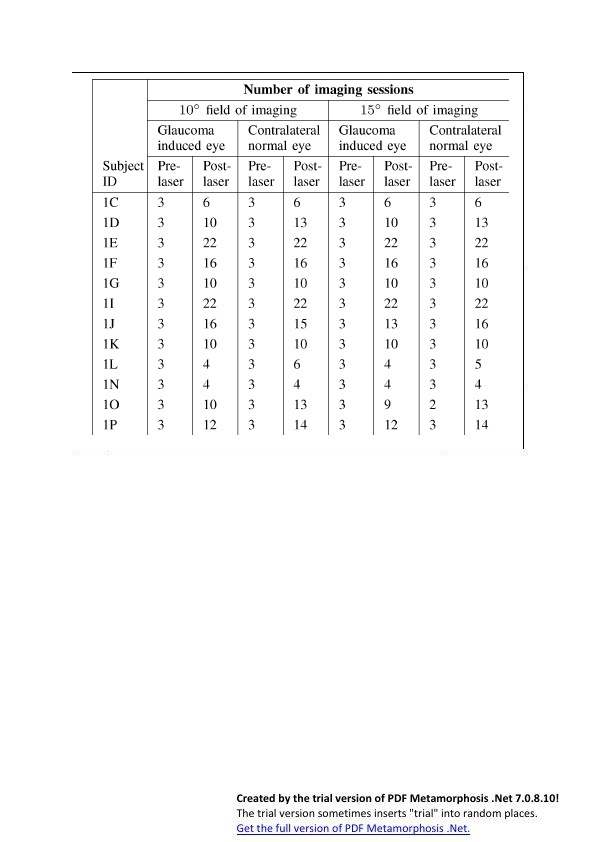 Number of imaging sessions
10° field of imaging 15° field of imaging
Glaucoma Contralateral Glaucoma Contralateral
induced eye normal eye induced eye normal eye
Subject Pre- Post- Pre- Post- Pre- Post- Pre- Post-
ID laser laser laser laser laser laser laser laser
1C 3 6 3 6 3 6 3 6
1D 3 10 3 13 3 10 3 13
1E 3 22 3 22 3 22 3 22
1F 3 16 3 16 3 16 3 16
1G 3 10 3 10 3 10 3 10
1I 3 22 3 22 3 22 3 22
1J 3 16 3 15 3 13 3 16
1K 3 10 3 10 3 10 3 10
1L 3 4 3 6 3 4 3 5
1N 3 4 3 4 3 4 3 4
1O 3 10 3 13 3 9 2 13
1P 3 12 3 14 3 12 3 14
Created by the trial version of PDF Metamorphosis .Net 7.0.8.10!
The trial version sometimes inserts "trial" into random places.
Get the full version of PDF Metamorphosis .Net.